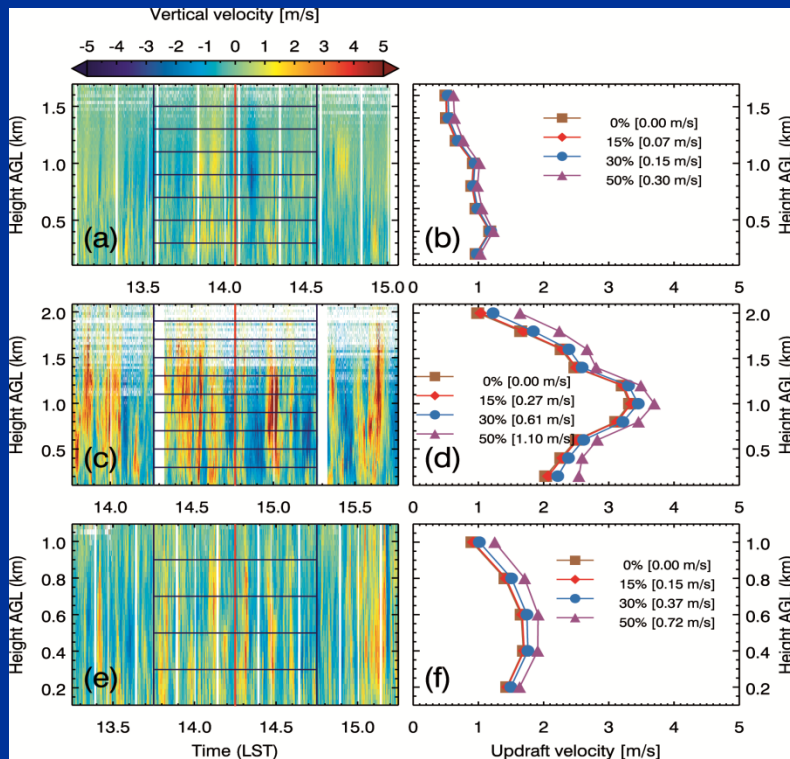 Vertical velocity [m/s]
-5 -4 -3 -2 -1 0 1 2 3 4 5
Height AGL (km)
1.5
1.0
0.5
(a)
13.5 14.0 14.5 15.0
(b)
0% [0.00 m/s]
15% [0.07 m/s]
30% [0.15 m/s]
50% [0.30 m/s]
0 1 2 3 4 5
1.5
1.0
0.5
Height AGL (km)
Height AGL (km)
2.0
1.5
1.0
0.5
(c)
14.0 14.5 15.0 15.5
(d)
0% [0.00 m/s]
15% [0.27 m/s]
30% [0.61 m/s]
50% [1.10 m/s]
0 1 2 3 4 5
2.0
1.5
1.0
0.5
Height AGL (km)
Height AGL (km)
1.0
0.8
0.6
0.4
0.2
(e)
13.5 14.0 14.5 15.0
Time (LST)
(f)
0% [0.00 m/s]
15% [0.15 m/s]
30% [0.37 m/s]
50% [0.72 m/s]
0 1 2 3 4 5
Updraft velocity [m/s]
1.0
0.8
0.6
0.4
0.2
Height AGL (km)